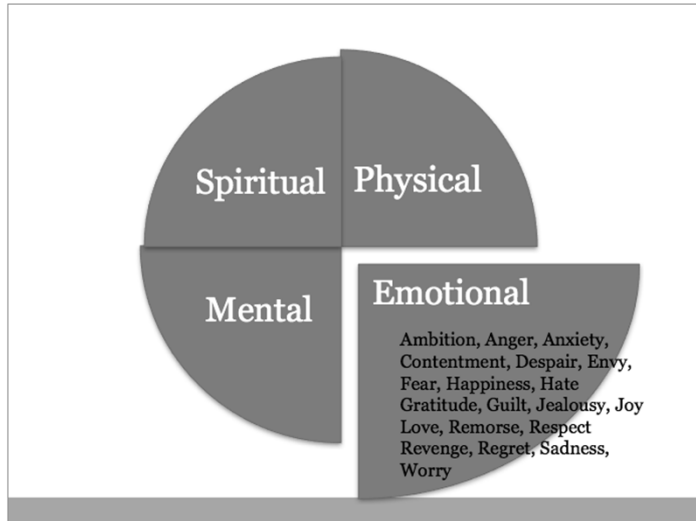 Spiritual
Physical
Mental
Emotional
Ambition, Anger, Anxiety,
Contentment, Despair, Envy,
Fear, Happiness, Hate
Gratitude, Guilt, Jealousy, Joy
Love, Remorse, Respect
Revenge, Regret, Sadness,
Worry